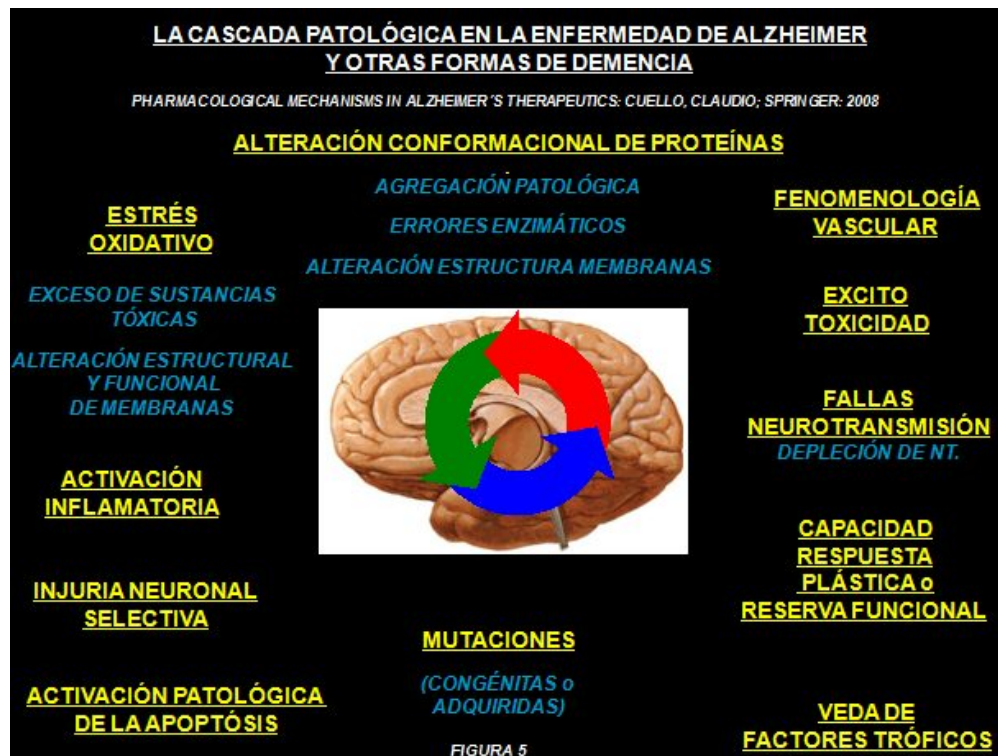 LA CASCADA PATOLÓGICA EN LA ENFERMEDAD DE ALZHEIMER
Y OTRAS FORMAS DE DEMENCIA
PHARMACOLOGICAL MECHANISMS IN ALZHEIMER´S THERAPEUTICS: CUELLO, CLAUDIO; SPRINGER: 2008
ALTERACIÓN CONFORMACIONAL DE PROTEÍNAS
AGREGACIÓN PATOLÓGICA
ERRORES ENZIMÁTICOS
ALTERACIÓN ESTRUCTURA MEMBRANAS
ESTRÉS
OXIDATIVO
EXCESO DE SUSTANCIAS
TÓXICAS
ALTERACIÓN ESTRUCTURAL
Y FUNCIONAL
DE MEMBRANAS
ACTIVACIÓN
INFLAMATORIA
INJURIA NEURONAL
SELECTIVA
ACTIVACIÓN PATOLÓGICA
DE LA APOPTÓSIS
MUTACIONES
(CONGÉNITAS o
ADQUIRIDAS)
FENOMENOLOGÍA
VASCULAR
EXCITO
TOXICIDAD
FALLAS
NEUROTRANSMISIÓN
DEPLECIÓN DE NT.
CAPACIDAD
RESPUESTA
PLÁSTICA o
RESERVA FUNCIONAL
VEDA DE
FACTORES TRÓFICOS
FIGURA 5